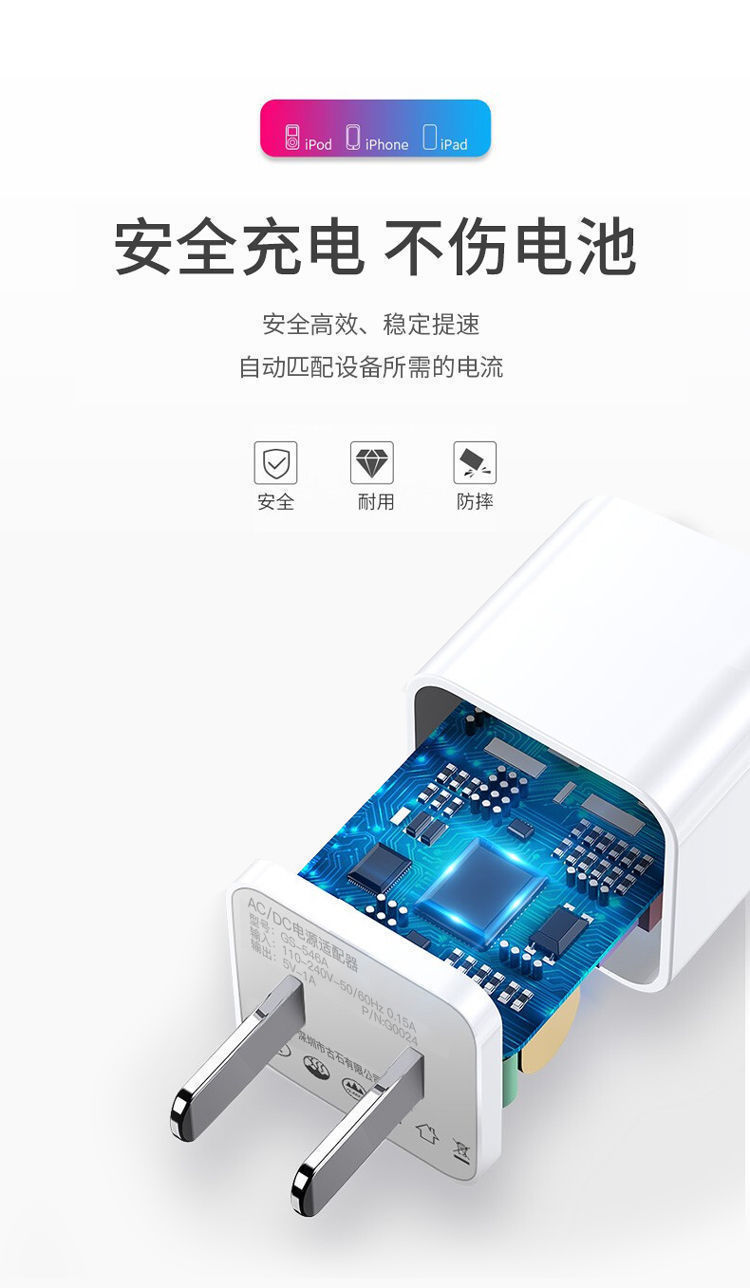 iPod iPhone iPad
安全充电 不伤电池
安全高效、稳定提速
自动匹配设备所需的电流
安全 耐用 防摔
AC/DC电源适配器
型号: GS-546A
输入: 110-240V~50/60Hz 0.15A
输出: 5V⎓1A
P/N:G0024
深圳市古石有限公司